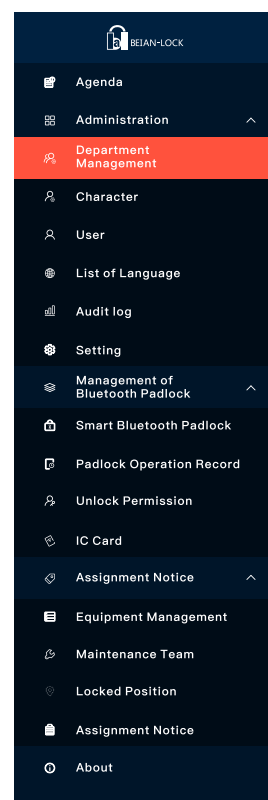 BEIAN-LOCK
Agenda
Administration
Department
Management
Character
User
List of Language
Audit log
Setting
Management of
Bluetooth Padlock
Smart Bluetooth Padlock
Padlock Operation Record
Unlock Permission
IC Card
Assignment Notice
Equipment Management
Maintenance Team
Locked Position
Assignment Notice
About